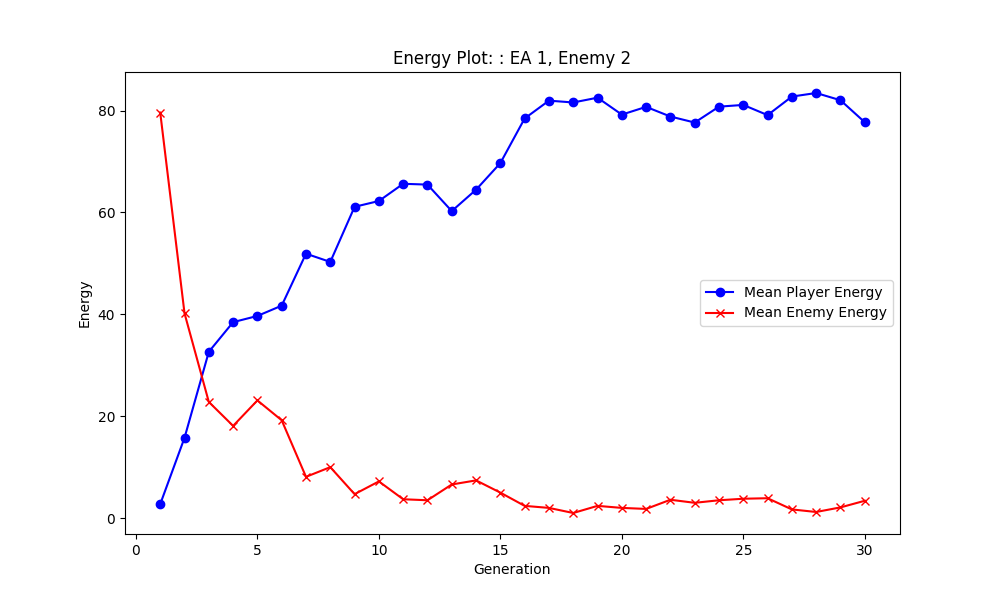 Energy Plot: : EA 1, Enemy 2
Energy
80
60
40
20
0
Mean Player Energy
Mean Enemy Energy
0 5 10 15 20 25 30
Generation